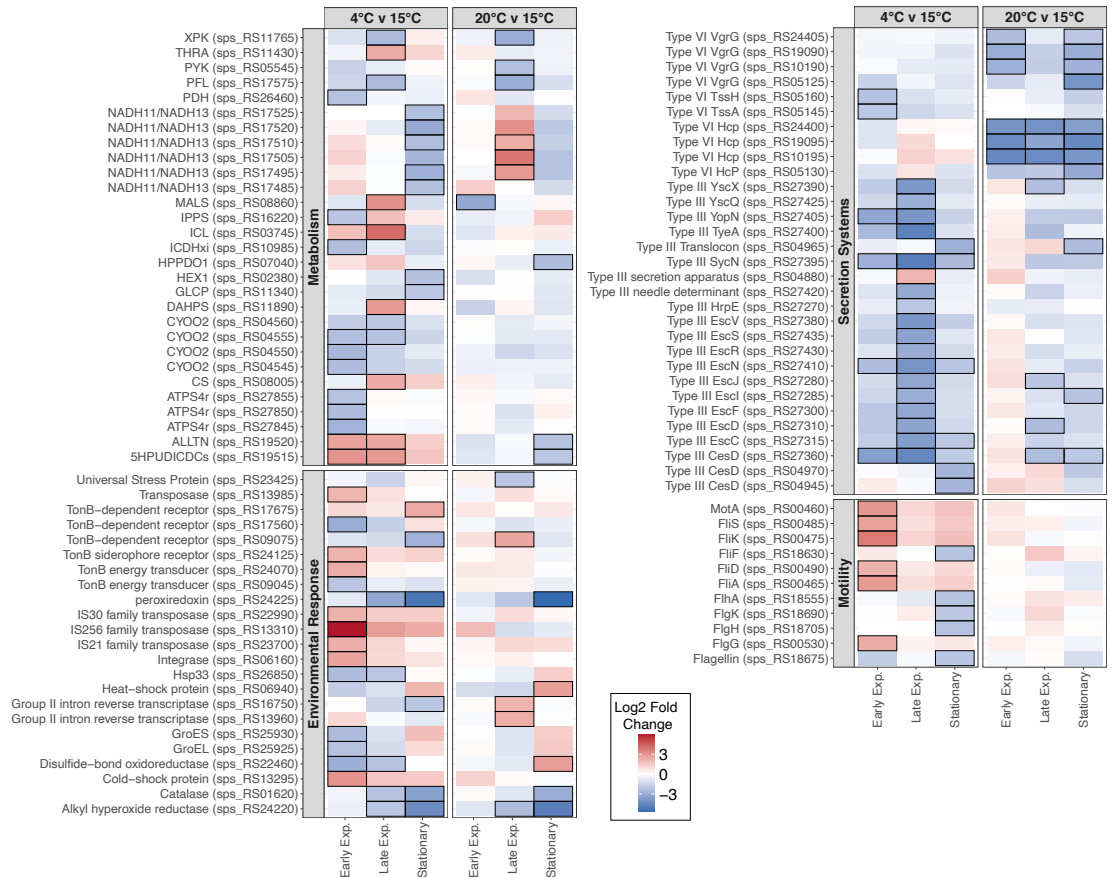 4°C v 15°C
20°C v 15°C
Metabolism
XPK (sps_RS11765)
THRA (sps_RS11430)
PYK (sps_RS05545)
PFL (sps_RS17575)
PDH (sps_RS26460)
NADH11/NADH13 (sps_RS17525)
NADH11/NADH13 (sps_RS17520)
NADH11/NADH13 (sps_RS17510)
NADH11/NADH13 (sps_RS17505)
NADH11/NADH13 (sps_RS17495)
NADH11/NADH13 (sps_RS17485)
MALS (sps_RS08860)
IPPS (sps_RS16220)
ICL (sps_RS03745)
ICDHxi (sps_RS10985)
HPPDO1 (sps_RS07040)
HEX1 (sps_RS02380)
GLCP (sps_RS11340)
DAHPS (sps_RS11890)
CYOO2 (sps_RS04560)
CYOO2 (sps_RS04555)
CYOO2 (sps_RS04550)
CYOO2 (sps_RS04545)
CS (sps_RS08005)
ATPS4r (sps_RS27855)
ATPS4r (sps_RS27850)
ATPS4r (sps_RS27845)
ALLTN (sps_RS19520)
5HPUDICDCs (sps_RS19515)
Environmental Response
Universal Stress Protein (sps_RS23425)
Transposase (sps_RS13985)
TonB−dependent receptor (sps_RS17675)
TonB−dependent receptor (sps_RS17560)
TonB−dependent receptor (sps_RS09075)
TonB siderophore receptor (sps_RS24125)
TonB energy transducer (sps_RS24070)
TonB energy transducer (sps_RS09045)
peroxiredoxin (sps_RS24225)
IS30 family transposase (sps_RS22990)
IS256 family transposase (sps_RS13310)
IS21 family transposase (sps_RS23700)
Integrase (sps_RS06160)
Hsp33 (sps_RS26850)
Heat−shock protein (sps_RS06940)
Group II intron reverse transcriptase (sps_RS16750)
Group II intron reverse transcriptase (sps_RS13960)
GroES (sps_RS25930)
GroEL (sps_RS25925)
Disulfide−bond oxidoreductase (sps_RS22460)
Cold−shock protein (sps_RS13295)
Catalase (sps_RS01620)
Alkyl hyperoxide reductase (sps_RS24220)
Early Exp.
Late Exp.
Stationary
Early Exp.
Late Exp.
Stationary
4°C v 15°C
20°C v 15°C
Secretion Systems
Type VI VgrG (sps_RS24405)
Type VI VgrG (sps_RS19090)
Type VI VgrG (sps_RS10190)
Type VI VgrG (sps_RS05125)
Type VI TssH (sps_RS05160)
Type VI TssA (sps_RS05145)
Type VI Hcp (sps_RS24400)
Type VI Hcp (sps_RS19095)
Type VI Hcp (sps_RS10195)
Type VI HcP (sps_RS05130)
Type III YscX (sps_RS27390)
Type III YscQ (sps_RS27425)
Type III YopN (sps_RS27405)
Type III TyeA (sps_RS27400)
Type III Translocon (sps_RS04965)
Type III SycN (sps_RS27395)
Type III secretion apparatus (sps_RS04880)
Type III needle determinant (sps_RS27420)
Type III HrpE (sps_RS27270)
Type III EscV (sps_RS27380)
Type III EscS (sps_RS27435)
Type III EscR (sps_RS27430)
Type III EscN (sps_RS27410)
Type III EscJ (sps_RS27280)
Type III EscI (sps_RS27285)
Type III EscF (sps_RS27300)
Type III EscD (sps_RS27310)
Type III EscC (sps_RS27315)
Type III CesD (sps_RS27360)
Type III CesD (sps_RS04970)
Type III CesD (sps_RS04945)
Motility
MotA (sps_RS00460)
FliS (sps_RS00485)
FliK (sps_RS00475)
FliF (sps_RS18630)
FliD (sps_RS00490)
FliA (sps_RS00465)
FlhA (sps_RS18555)
FlgK (sps_RS18690)
FlgH (sps_RS18705)
FlgG (sps_RS00530)
Flagellin (sps_RS18675)
Early Exp.
Late Exp.
Stationary
Early Exp.
Late Exp.
Stationary
Log2 Fold
Change
3
0
−3